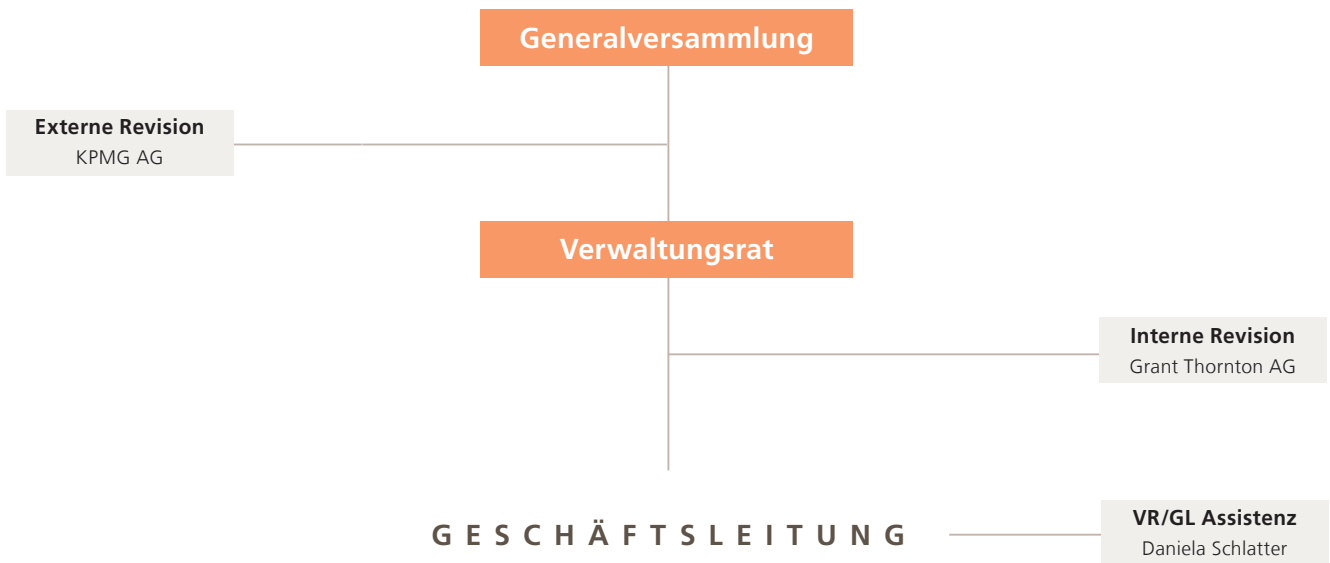 Generalversammlung
Externe Revision
KPMG AG
Verwaltungsrat
Interne Revision
Grant Thornton AG
GESCHÄFTSLEITUNG
VR/GL Assistenz
Daniela Schlatter